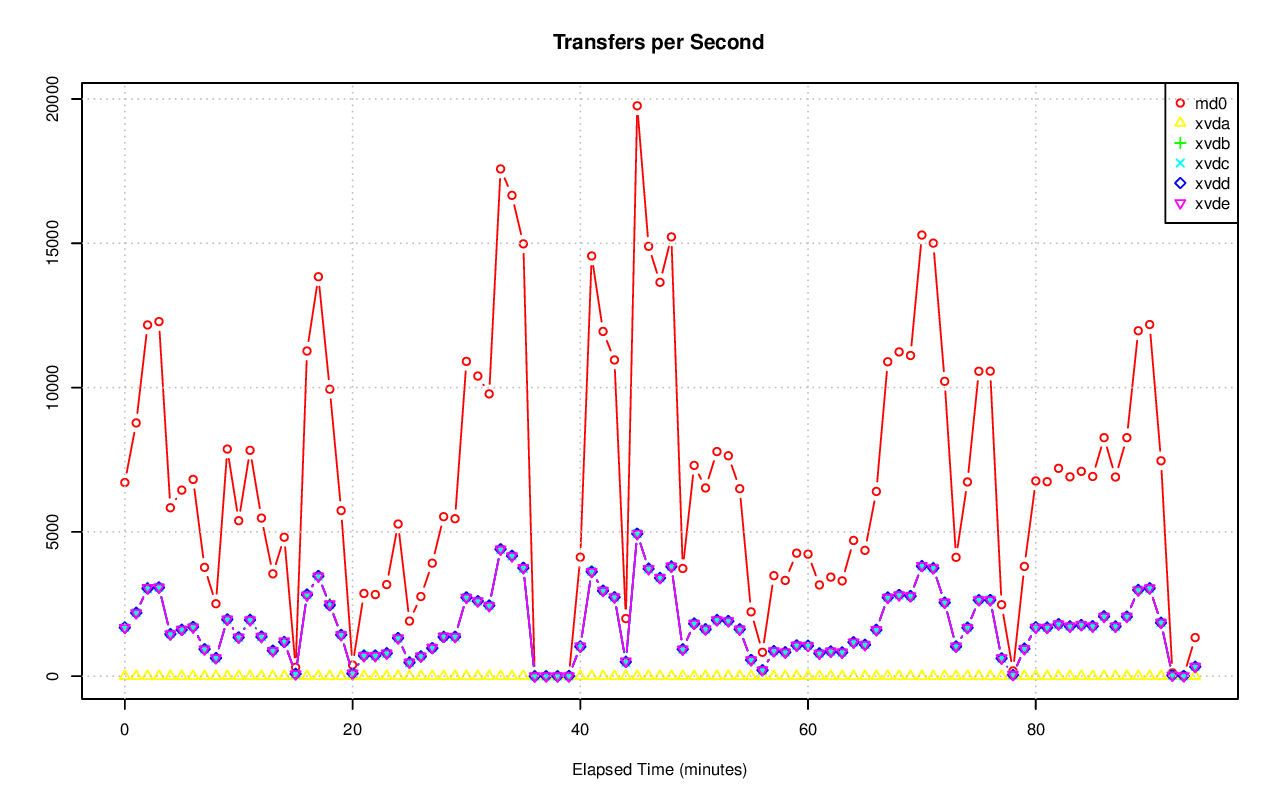 Transfers per Second
20000
15000
10000
5000
0
md0
xvda
xvdb
xvdc
xvdd
xvde
0 20 40 60 80
Elapsed Time (minutes)